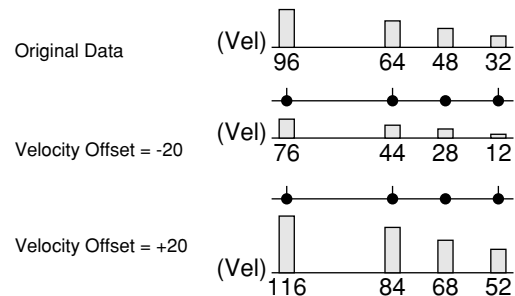 Original Data
(Vel)
96 64 48 32
Velocity Offset = -20
(Vel)
76 44 28 12
Velocity Offset = +20
(Vel)
116 84 68 52